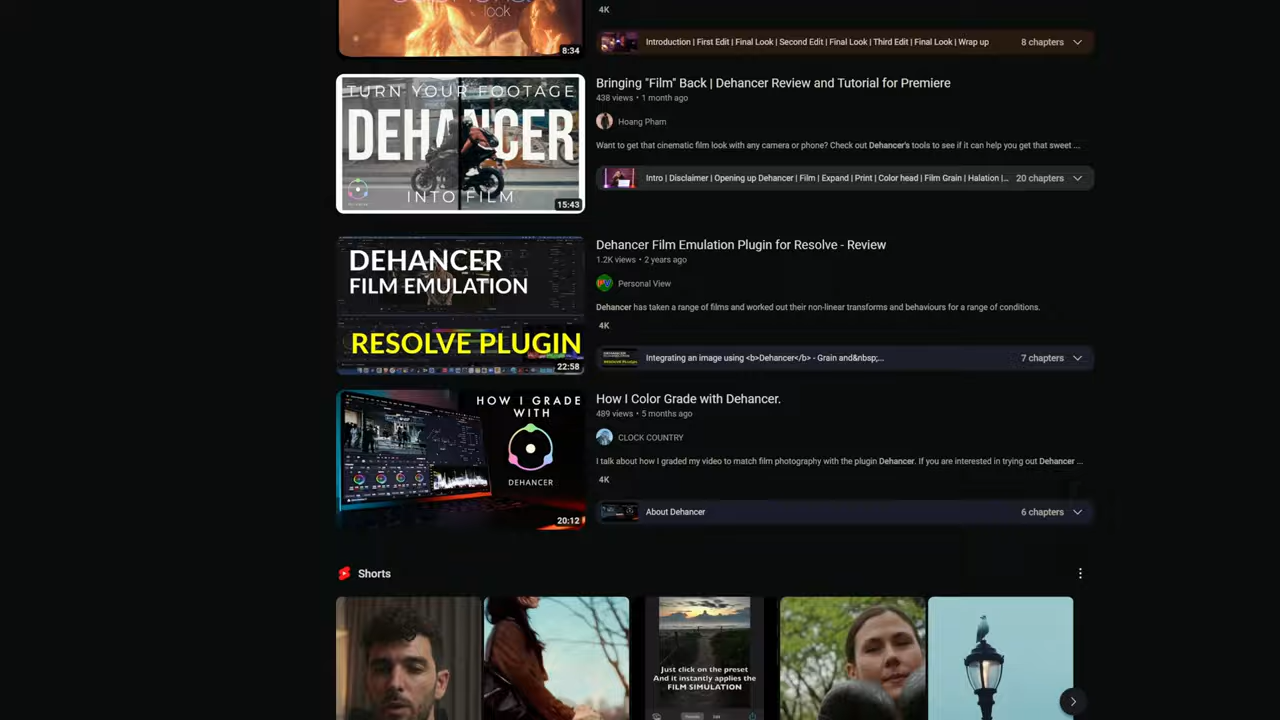 look
8:34
4K
Introduction | First Edit | Final Look | Second Edit | Final Look | Third Edit | Final Look | Wrap up
8 chapters
TURN YOUR FOOTAGE
DEHANCER
INTO FILM
15:43
Bringing "Film" Back | Dehancer Review and Tutorial for Premiere
438 views • 1 month ago
Hoang Pham
Want to get that cinematic film look with any camera or phone? Check out Dehancer's tools to see if it can help you get that sweet ...
Intro | Disclaimer | Opening up Dehancer | Film | Expand | Print | Color head | Film Grain | Halation |...
20 chapters
DEHANCER
FILM EMULATION
RESOLVE PLUGIN
22:58
Dehancer Film Emulation Plugin for Resolve - Review
1.2K views • 2 years ago
Personal View
Dehancer has taken a range of films and worked out their non-linear transforms and behaviours for a range of conditions.
4K
Integrating an image using <b>Dehancer</b> - Grain and&nbsp;...
7 chapters
HOW I GRADE
WITH
DEHANCER
20:12
How I Color Grade with Dehancer.
489 views • 5 months ago
CLOCK COUNTRY
I talk about how I graded my video to match film photography with the plugin Dehancer. If you are interested in trying out Dehancer ...
4K
About Dehancer
6 chapters
Shorts
Just click on the preset
And it instantly applies the
FILM SIMULATION